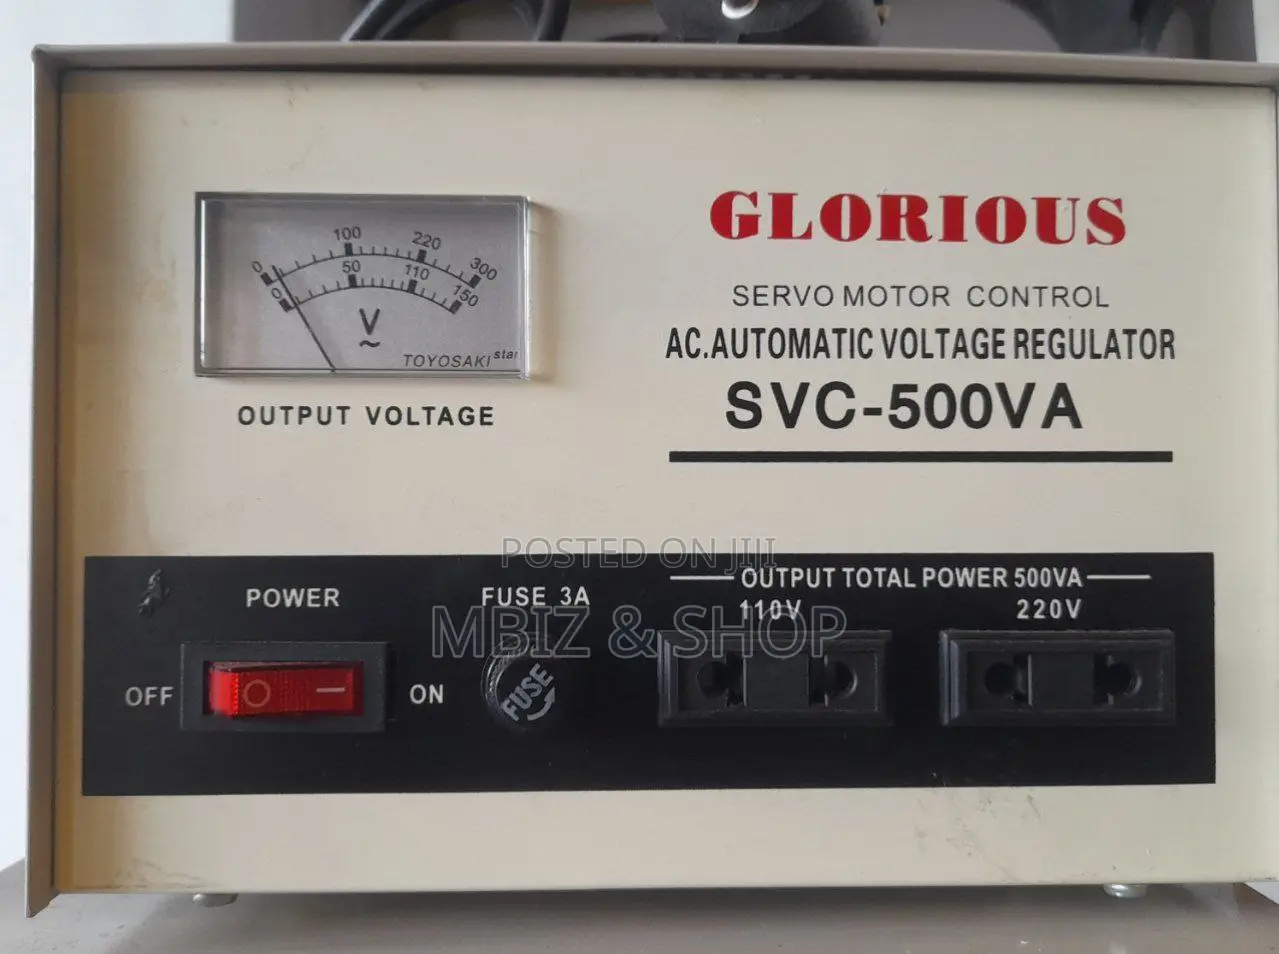 GLORIOUS
SERVO MOTOR CONTROL
AC.AUTOMATIC VOLTAGE REGULATOR
SVC-500VA
0 100 220 300
0 50 110 150
V
~
TOYOSAKI star
OUTPUT VOLTAGE
POSTED ON JIJI
MBIZ & SHOP
POWER
OFF
ON
FUSE 3A
FUSE
OUTPUT TOTAL POWER 500VA
110V 220V